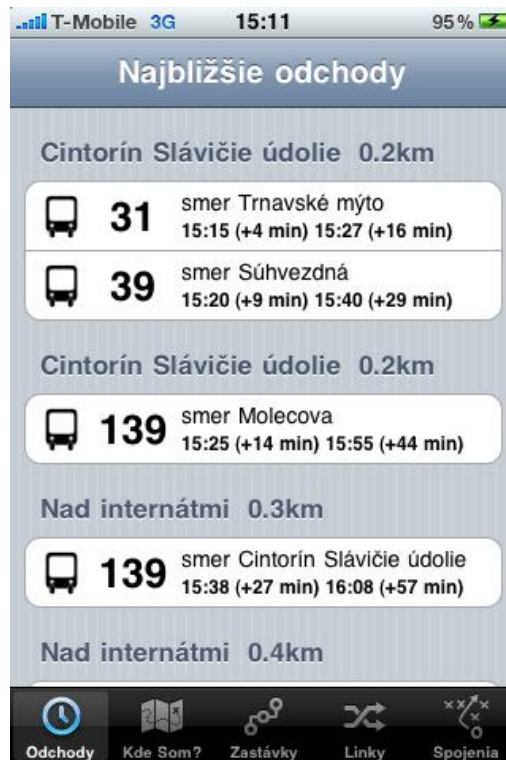 T-Mobile 3G 15:11 95%
Najbližšie odchody
Cintorín Slávičie údolie 0.2km
31 smer Trnavské mýto
15:15 (+4 min) 15:27 (+16 min)
39 smer Súhvezdná
15:20 (+9 min) 15:40 (+29 min)
Cintorín Slávičie údolie 0.2km
139 smer Molecova
15:25 (+14 min) 15:55 (+44 min)
Nad internátmi 0.3km
139 smer Cintorín Slávičie údolie
15:38 (+27 min) 16:08 (+57 min)
Nad internátmi 0.4km
Odchody Kde Som? Zastávky Linky Spojenia